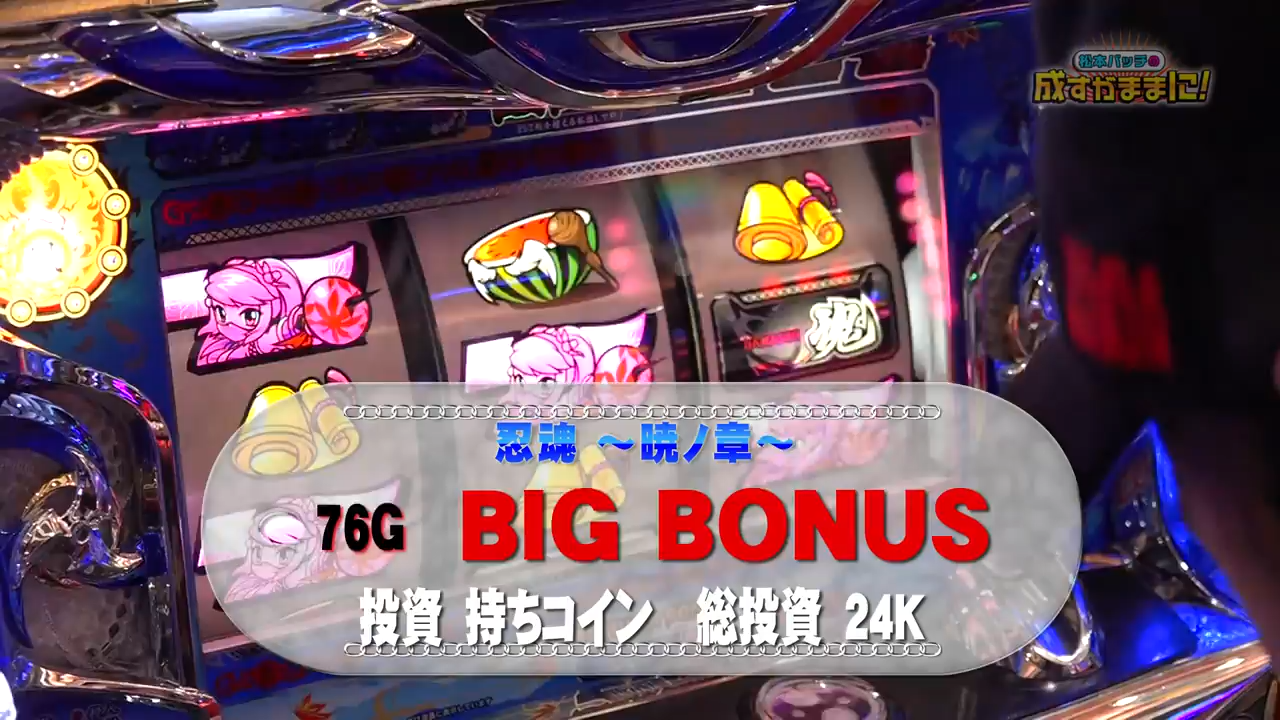 松本バッチの
成すがままに!
魂
忍魂 ～暁ノ章～
76G BIG BONUS
投資 持ちコイン 総投資 24K